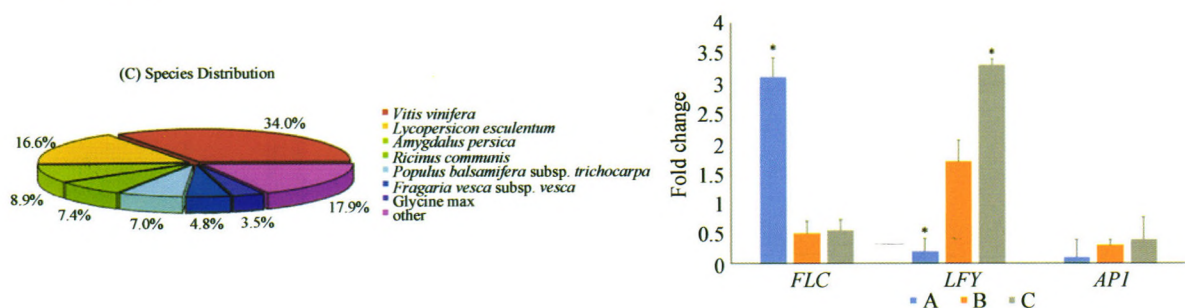 (C) Species Distribution
34.0%
16.6%
8.9%
7.4%
7.0%
4.8%
3.5%
17.9%
Vitis vinifera
Lycopersicon esculentum
Amygdalus persica
Ricinus communis
Populus balsamifera subsp. trichocarpa
Fragaria vesca subsp. vesca
Glycine max
other
Fold change
4
3.5
3
2.5
2
1.5
1
0.5
0
*
*
*
FLC LFY AP1
A B C